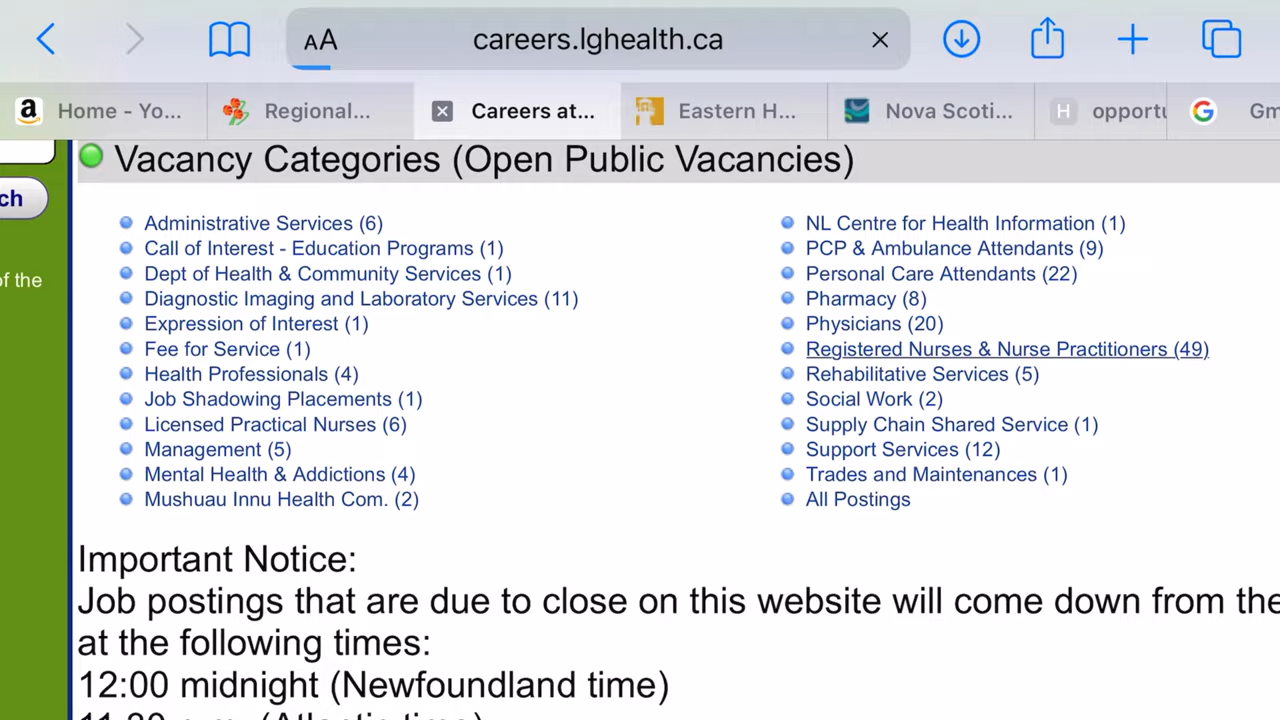 AA
careers.lghealth.ca
Home - Yo...
Regional...
Careers at...
Eastern H...
Nova Scoti...
H
opportu
G
Gm
ch
of the
Vacancy Categories (Open Public Vacancies)
Administrative Services (6)
Call of Interest - Education Programs (1)
Dept of Health & Community Services (1)
Diagnostic Imaging and Laboratory Services (11)
Expression of Interest (1)
Fee for Service (1)
Health Professionals (4)
Job Shadowing Placements (1)
Licensed Practical Nurses (6)
Management (5)
Mental Health & Addictions (4)
Mushuau Innu Health Com. (2)
NL Centre for Health Information (1)
PCP & Ambulance Attendants (9)
Personal Care Attendants (22)
Pharmacy (8)
Physicians (20)
Registered Nurses & Nurse Practitioners (49)
Rehabilitative Services (5)
Social Work (2)
Supply Chain Shared Service (1)
Support Services (12)
Trades and Maintenances (1)
All Postings
Important Notice:
Job postings that are due to close on this website will come down from the
at the following times:
12:00 midnight (Newfoundland time)
11:30 p.m. (Atlantic time)